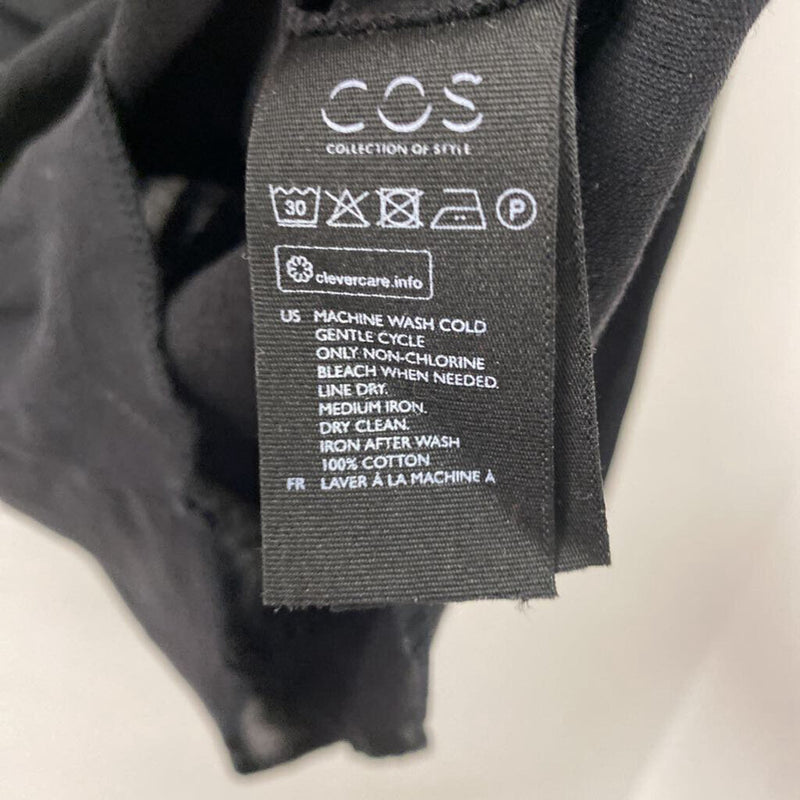 COS
COLLECTION OF STYLE
30 P
clevercare.info
US MACHINE WASH COLD
GENTLE CYCLE
ONLY NON-CHLORINE
BLEACH WHEN NEEDED.
LINE DRY.
MEDIUM IRON.
DRY CLEAN.
IRON AFTER WASH
100% COTTON
FR LAVER À LA MACHINE À